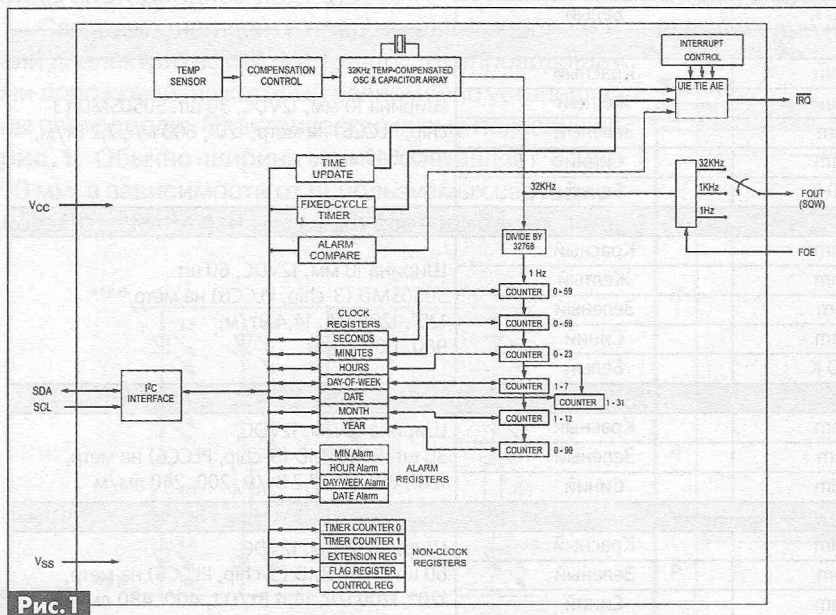 TEMP
SENSOR
COMPENSATION
CONTROL
32KHz TEMP-COMPENSATED
OSC & CAPACITOR ARRAY
INTERRUPT
CONTROL
UIE TIE AIE
IRQ
TIME
UPDATE
FIXED-CYCLE
TIMER
ALARM
COMPARE
VCC
32KHz
DIVIDE BY
32768
1 Hz
32KHz
1KHz
1Hz
FOUT
(SQW)
FOE
COUNTER 0 - 59
COUNTER 0 - 59
COUNTER 0 - 23
COUNTER 1 - 7
COUNTER 1 - 31
COUNTER 1 - 12
COUNTER 0 - 99
CLOCK
REGISTERS
SECONDS
MINUTES
HOURS
DAY-OF-WEEK
DATE
MONTH
YEAR
SDA
SCL
I²C
INTERFACE
MIN Alarm
HOUR Alarm
DAY/WEEK Alarm
DATE Alarm
ALARM
REGISTERS
TIMER COUNTER 0
TIMER COUNTER 1
EXTENSION REG
FLAG REGISTER
CONTROL REG
NON-CLOCK
REGISTERS
VSS
Рис.1